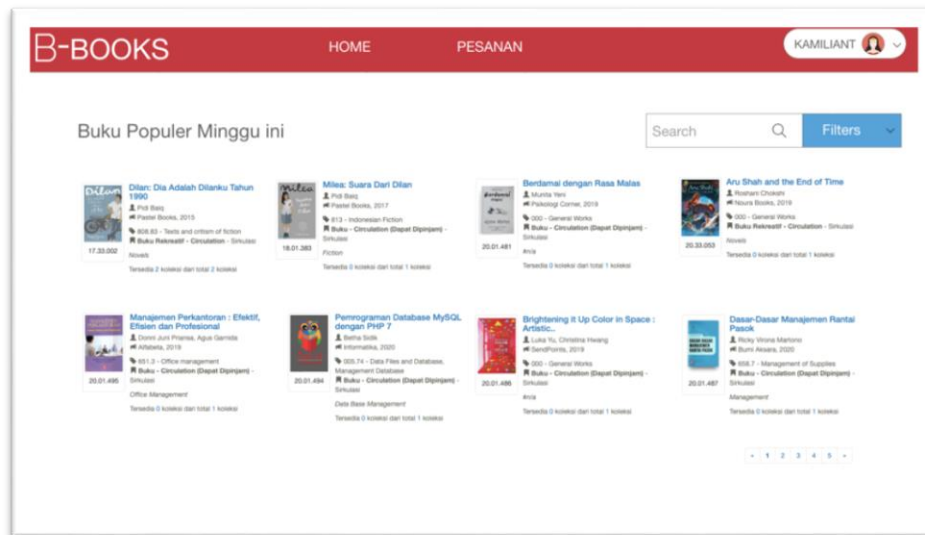 B-BOOKS
HOME
PESANAN
KAMILIANT
Buku Populer Minggu ini
Search
Filters
Dilan
Dilan: Dia Adalah Dilanku Tahun
1990
Pidi Baiq
Pastel Books, 2015
808.83 - Texts and critism of fiction
Buku Rekreatif - Circulation - Sirkulasi
Novels
Tersedia 2 koleksi dari total 2 koleksi
17.33.002
Milea
Milea: Suara Dari Dilan
Pidi Baiq
Pastel Books, 2017
813 - Indonesian Fiction
Buku - Circulation (Dapat Dipinjam) -
Sirkulasi
Fiction
Tersedia 0 koleksi dari total 1 koleksi
18.01.383
Berdamai
Berdamai dengan Rasa Malas
Munita Yeni
Psikologi Corner, 2019
000 - General Works
Buku - Circulation (Dapat Dipinjam) -
Sirkulasi
#n/a
Tersedia 0 koleksi dari total 1 koleksi
20.01.481
Aru Shah
Aru Shah and the End of Time
Roshani Chokshi
Noura Books, 2019
000 - General Works
Buku Rekreatif - Circulation - Sirkulasi
Novels
Tersedia 0 koleksi dari total 1 koleksi
20.33.053
Manajemen Perkantoran : Efektif,
Efisien dan Profesional
Donni Juni Priansa, Agus Garnida
Alfabeta, 2019
651.3 - Office management
Buku - Circulation (Dapat Dipinjam) -
Sirkulasi
Office Management
Tersedia 0 koleksi dari total 1 koleksi
20.01.495
Pemrograman Database MySQL
dengan PHP 7
Betha Sidik
Informatika, 2020
005.74 - Data Files and Database,
Management Database
Buku - Circulation (Dapat Dipinjam) -
Sirkulasi
Data Base Management
Tersedia 0 koleksi dari total 1 koleksi
20.01.494
Brightening it Up Color in Space :
Artistic..
Luka Yu, Christina Hwang
SendPoints, 2019
000 - General Works
Buku - Circulation (Dapat Dipinjam) -
Sirkulasi
#n/a
Tersedia 0 koleksi dari total 1 koleksi
20.01.486
Dasar-Dasar Manajemen Rantai
Pasok
Ricky Virona Martono
Bumi Aksara, 2020
658.7 - Management of Supplies
Buku - Circulation (Dapat Dipinjam) -
Sirkulasi
Management
Tersedia 0 koleksi dari total 1 koleksi
20.01.487
« 1 2 3 4 5 »